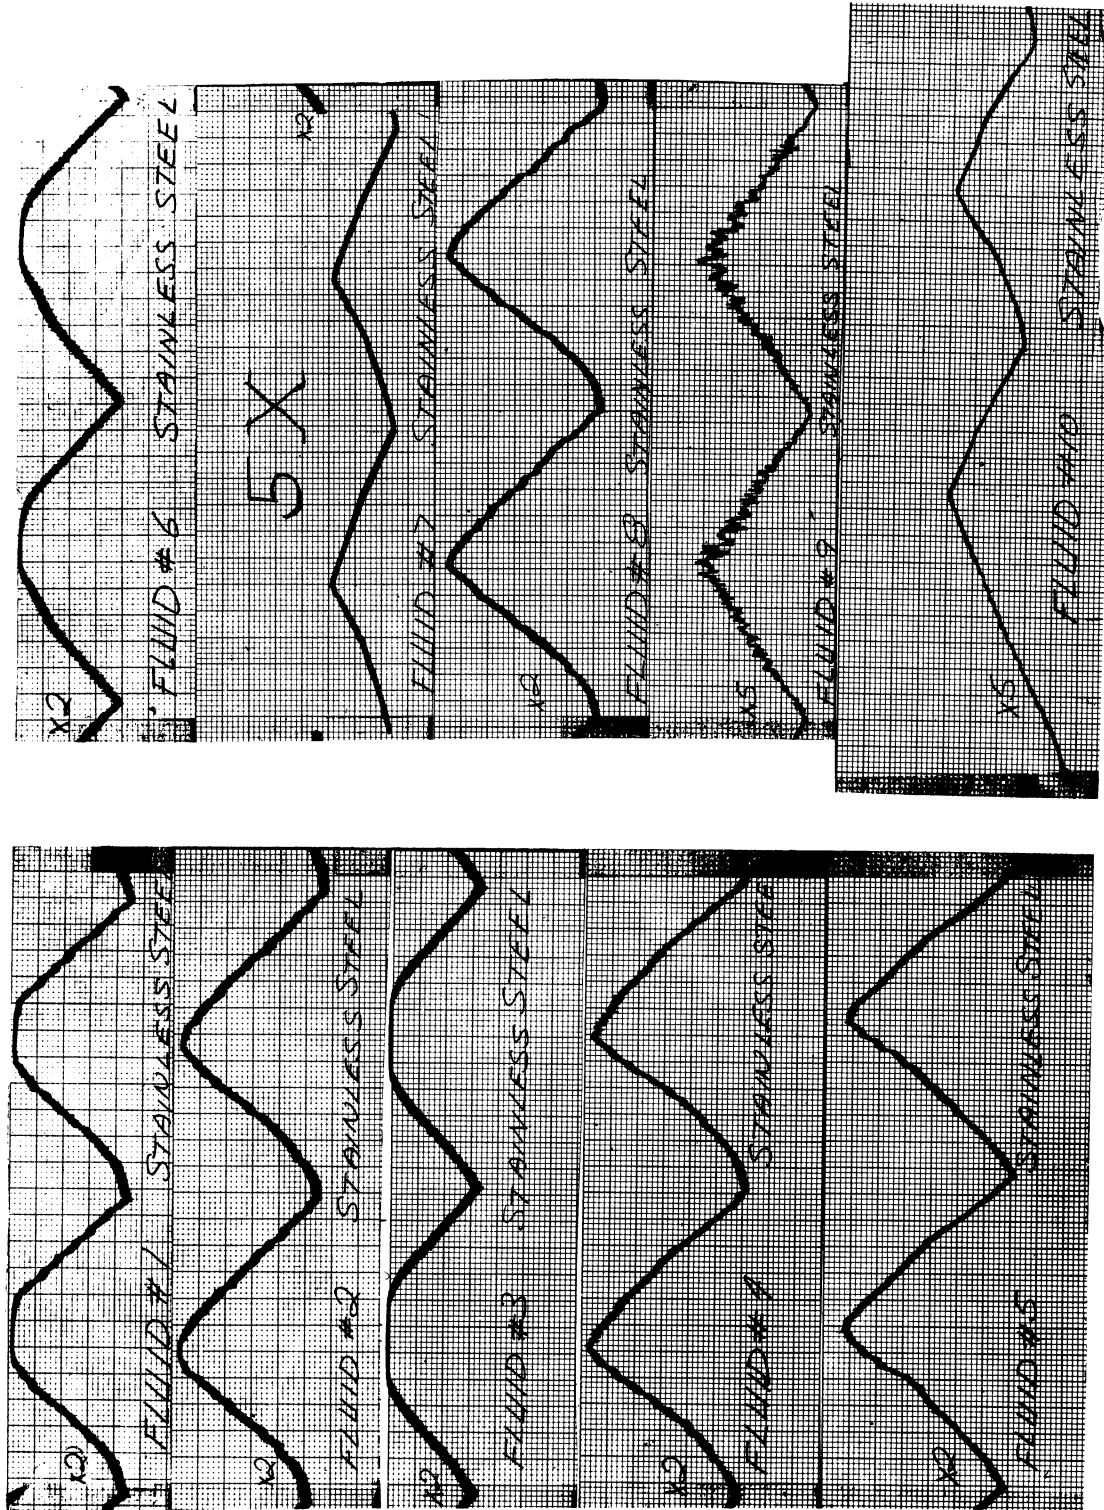 x2
FLUID #1 STAINLESS STEEL
x2
FLUID #2 STAINLESS STEEL
x2
FLUID #3 STAINLESS STEEL
x2
FLUID #4 STAINLESS STEEL
x2
FLUID #5 STAINLESS STEEL
x2
FLUID #6 STAINLESS STEEL
5X
x2
FLUID #7 STAINLESS STEEL
x2
FLUID #8 STAINLESS STEEL
x5
FLUID #9 STAINLESS STEEL
x5
FLUID #10 STAINLESS STEEL